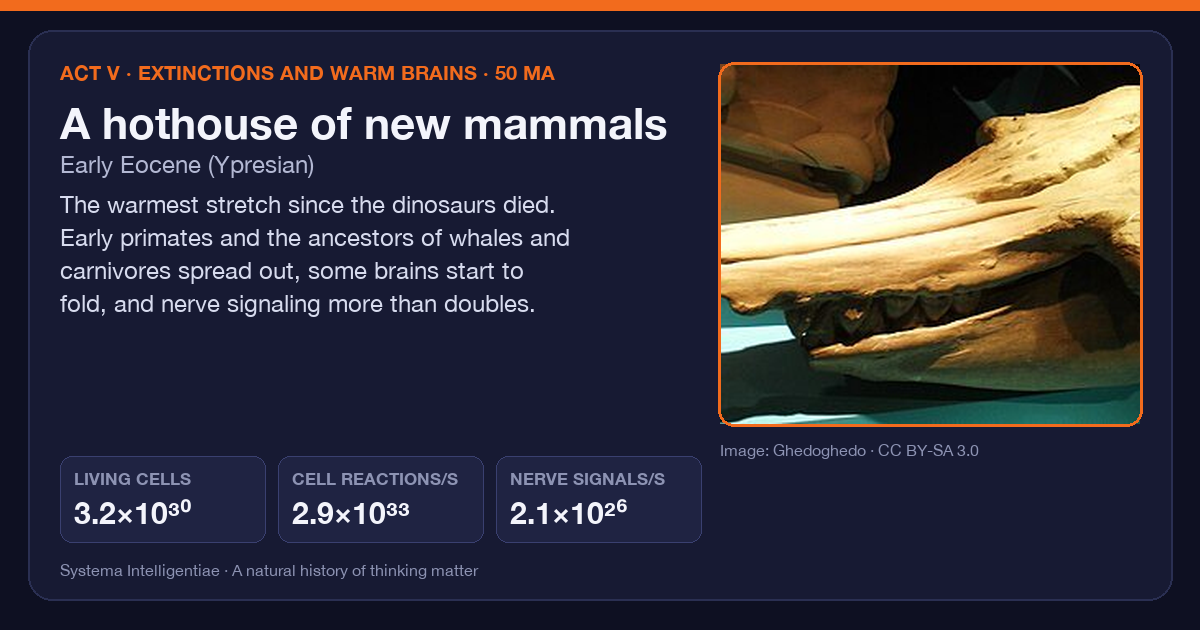 ACT V · EXTINCTIONS AND WARM BRAINS · 50 MA
A hothouse of new mammals
Early Eocene (Ypresian)
The warmest stretch since the dinosaurs died.
Early primates and the ancestors of whales and
carnivores spread out, some brains start to
fold, and nerve signaling more than doubles.
Image: Ghedoghedo · CC BY-SA 3.0
LIVING CELLS
3.2×10³⁰
CELL REACTIONS/S
2.9×10³³
NERVE SIGNALS/S
2.1×10²⁶
Systema Intelligentiae · A natural history of thinking matter